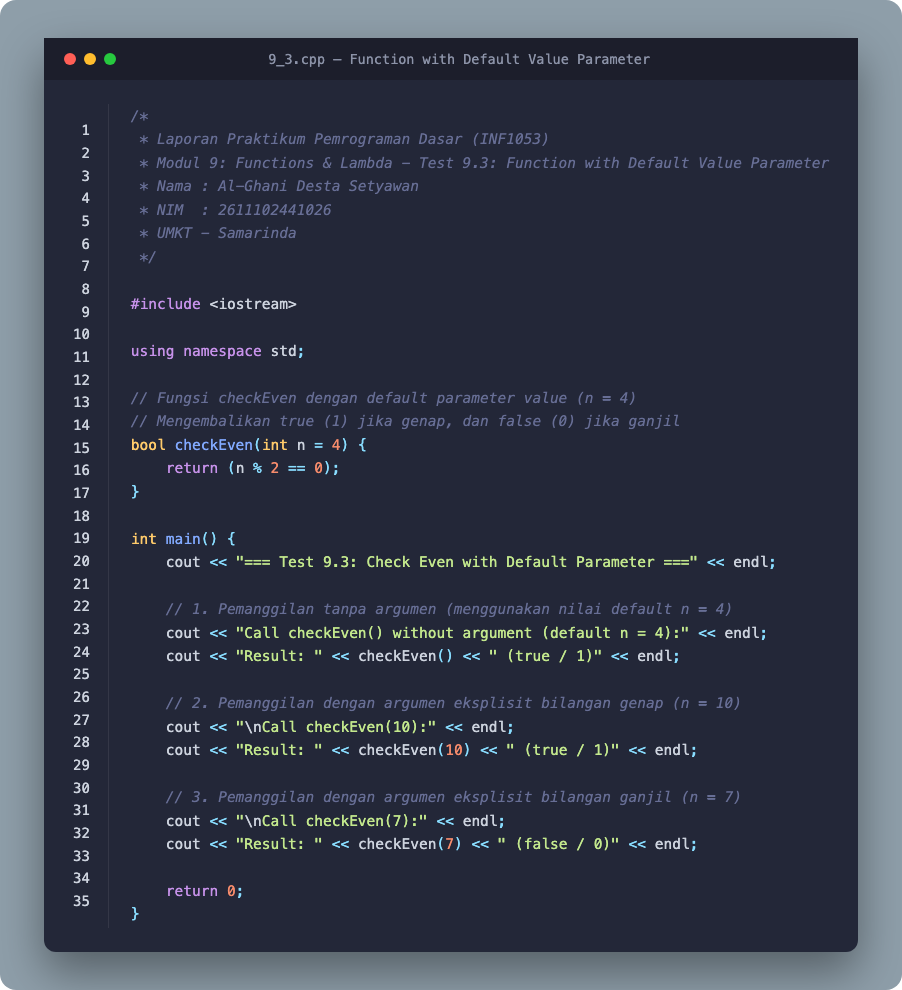 9_3.cpp — Function with Default Value Parameter
1 /*
2  * Laporan Praktikum Pemrograman Dasar (INF1053)
3  * Modul 9: Functions & Lambda - Test 9.3: Function with Default Value Parameter
4  * Nama : Al-Ghani Desta Setyawan
5  * NIM  : 2611102441026
6  * UMKT - Samarinda
7  */
8
9 #include <iostream>
10
11 using namespace std;
12
13 // Fungsi checkEven dengan default parameter value (n = 4)
14 // Mengembalikan true (1) jika genap, dan false (0) jika ganjil
15 bool checkEven(int n = 4) {
16     return (n % 2 == 0);
17 }
18
19 int main() {
20     cout << "=== Test 9.3: Check Even with Default Parameter ===" << endl;
21
22     // 1. Pemanggilan tanpa argumen (menggunakan nilai default n = 4)
23     cout << "Call checkEven() without argument (default n = 4):" << endl;
24     cout << "Result: " << checkEven() << " (true / 1)" << endl;
25
26     // 2. Pemanggilan dengan argumen eksplisit bilangan genap (n = 10)
27     cout << "\nCall checkEven(10):" << endl;
28     cout << "Result: " << checkEven(10) << " (true / 1)" << endl;
29
30     // 3. Pemanggilan dengan argumen eksplisit bilangan ganjil (n = 7)
31     cout << "\nCall checkEven(7):" << endl;
32     cout << "Result: " << checkEven(7) << " (false / 0)" << endl;
33
34     return 0;
35 }